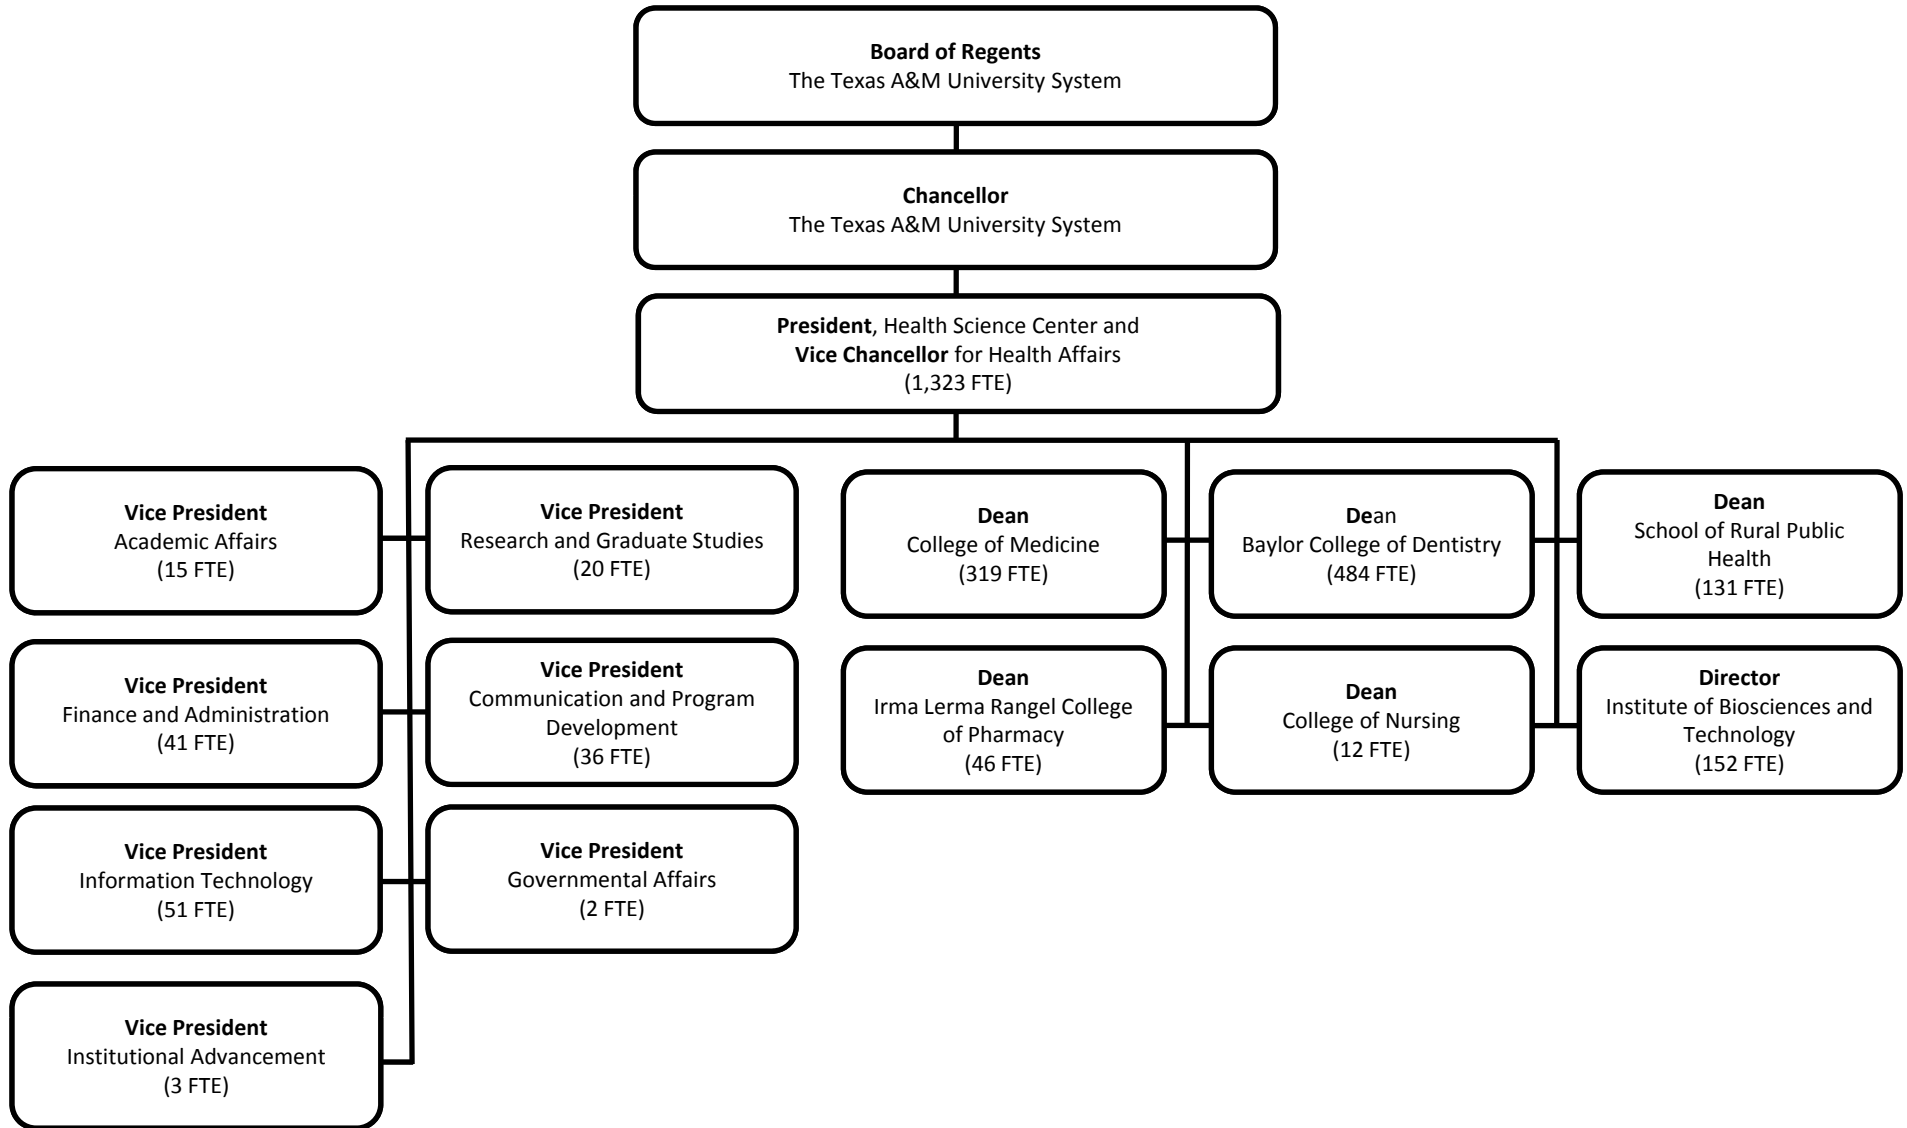 Board of Regents
The Texas A&M University System
Chancellor
The Texas A&M University System
President, Health Science Center and
Vice Chancellor for Health Affairs
(1,323 FTE)
Vice President
Academic Affairs
(15 FTE)
Vice President
Research and Graduate Studies
(20 FTE)
Dean
College of Medicine
(319 FTE)
Dean
Baylor College of Dentistry
(484 FTE)
Dean
School of Rural Public
Health
(131 FTE)
Vice President
Finance and Administration
(41 FTE)
Vice President
Communication and Program
Development
(36 FTE)
Dean
Irma Lerma Rangel College
of Pharmacy
(46 FTE)
Dean
College of Nursing
(12 FTE)
Director
Institute of Biosciences and
Technology
(152 FTE)
Vice President
Information Technology
(51 FTE)
Vice President
Governmental Affairs
(2 FTE)
Vice President
Institutional Advancement
(3 FTE)